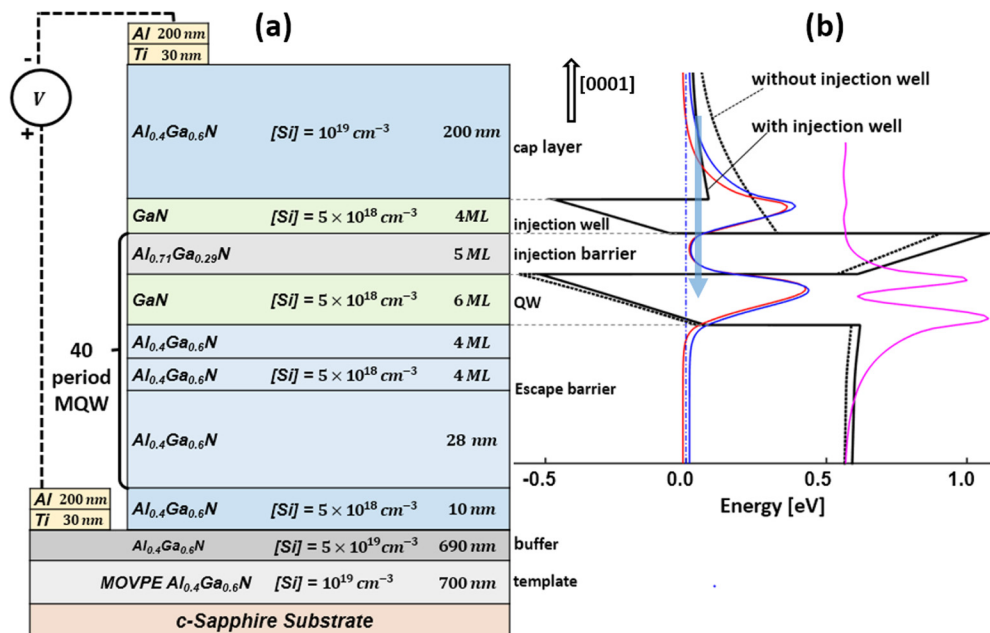 (a)
(b)
Al 200 nm
Ti 30 nm
-
V
+
[0001]
without injection well
with injection well
Al0.4Ga0.6N [Si] = 10^19 cm^−3 200 nm
cap layer
GaN [Si] = 5 × 10^18 cm^−3 4ML
injection well
Al0.71Ga0.29N 5 ML
injection barrier
GaN [Si] = 5 × 10^18 cm^−3 6 ML
QW
40
period
MQW
Al0.4Ga0.6N 4 ML
Al0.4Ga0.6N [Si] = 5 × 10^18 cm^−3 4 ML
Escape barrier
Al0.4Ga0.6N 28 nm
-0.5 0.0 0.5 1.0
Energy [eV]
Al 200 nm
Ti 30 nm
Al0.4Ga0.6N [Si] = 5 × 10^18 cm^−3 10 nm
Al0.4Ga0.6N [Si] = 5 × 10^19 cm^−3 690 nm
buffer
MOVPE Al0.4Ga0.6N [Si] = 10^19 cm^−3 700 nm
template
c-Sapphire Substrate